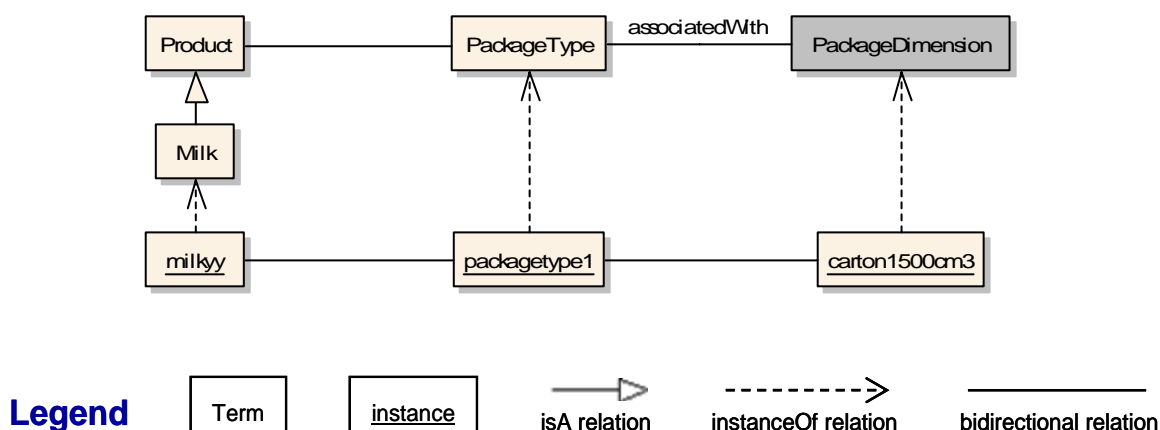 associatedWith
Product
PackageType
PackageDimension
Milk
milkyy
packagetype1
carton1500cm3
Legend
Term
instance
isA relation
instanceOf relation
bidirectional relation